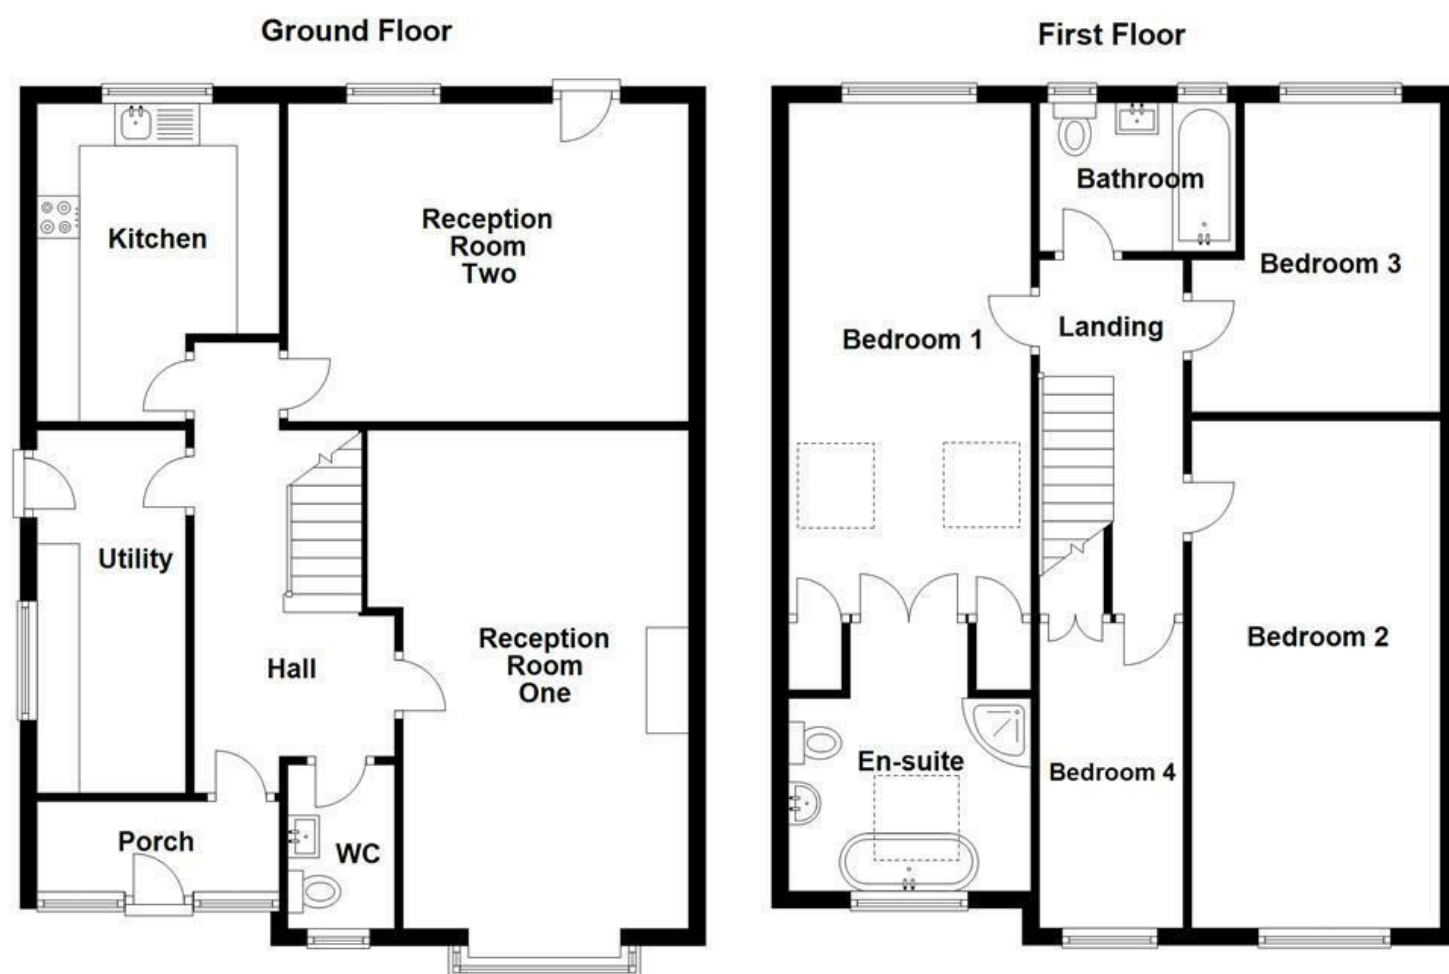 Ground Floor
Kitchen
Reception
Room
Two
Utility
Hall
Reception
Room
One
Porch
WC
First Floor
Bathroom
Bedroom 3
Bedroom 1
Landing
Bedroom 2
En-suite
Bedroom 4